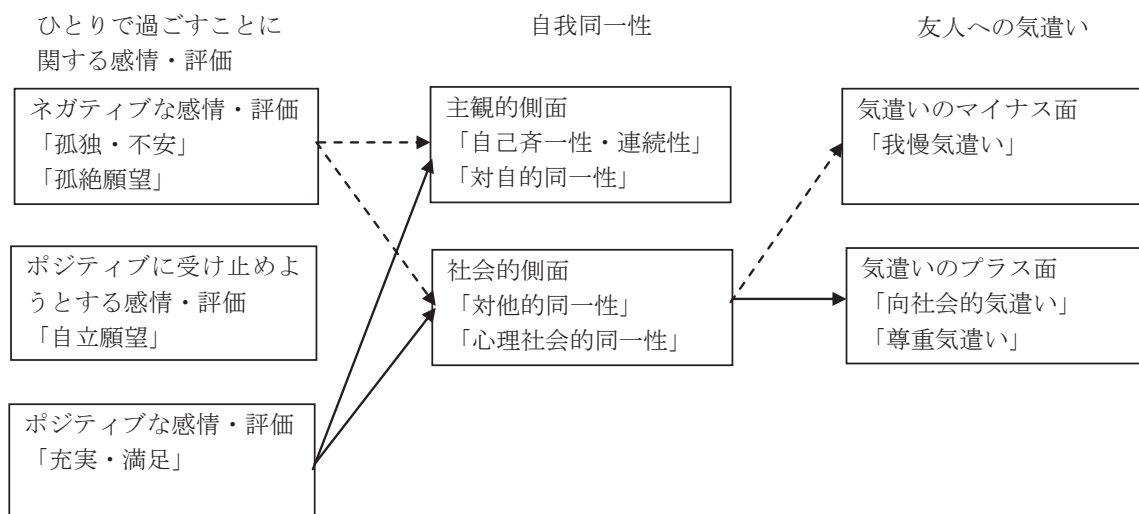 ひとりで過ごすことに
関する感情・評価
自我同一性
友人への気遣い
ネガティブな感情・評価
「孤独・不安」
「孤絶願望」
主観的側面
「自己斉一性・連続性」
「対自的同一性」
気遣いのマイナス面
「我慢気遣い」
ポジティブに受け止めよ
うとする感情・評価
「自立願望」
社会的側面
「対他的同一性」
「心理社会的同一性」
気遣いのプラス面
「向社会的気遣い」
「尊重気遣い」
ポジティブな感情・評価
「充実・満足」